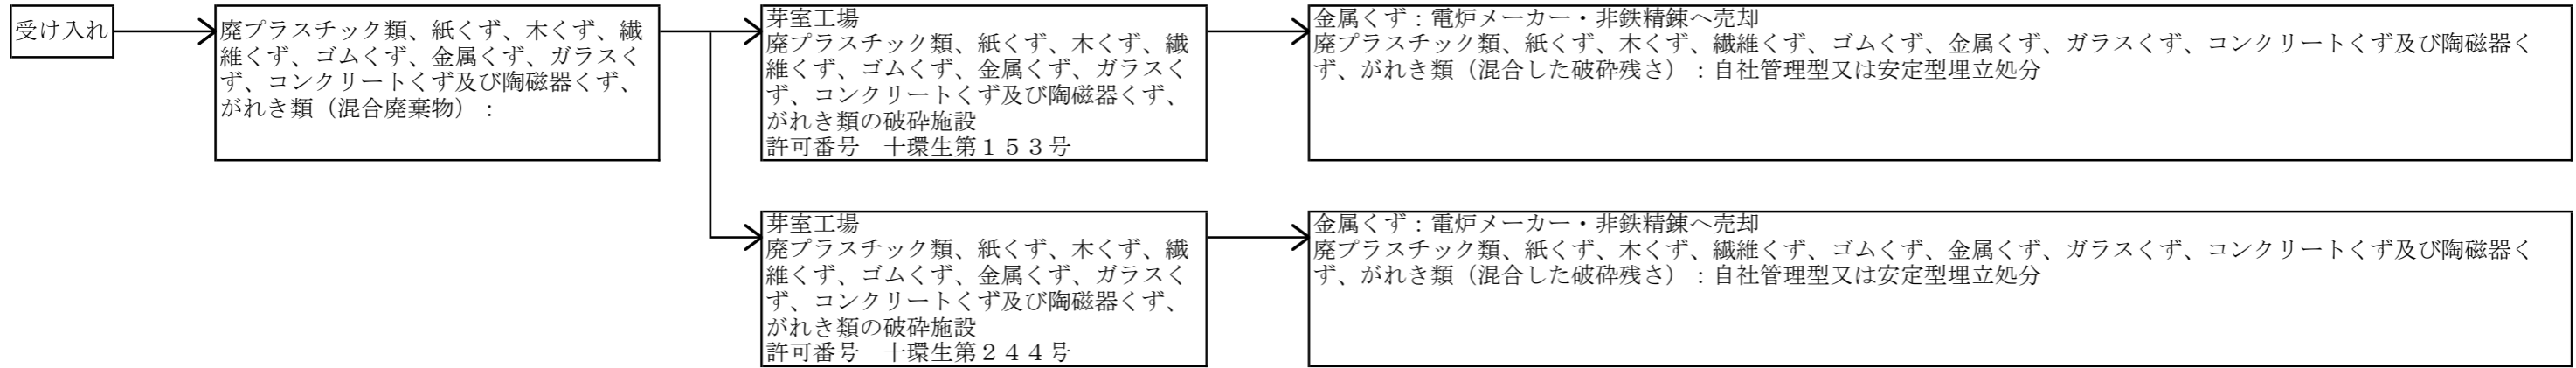 受け入れ
廃プラスチック類、紙くず、木くず、繊
維くず、ゴムくず、金属くず、ガラスく
ず、コンクリートくず及び陶磁器くず、
がれき類（混合廃棄物）：
芽室工場
廃プラスチック類、紙くず、木くず、繊
維くず、ゴムくず、金属くず、ガラスく
ず、コンクリートくず及び陶磁器くず、
がれき類の破砕施設
許可番号　十環生第１５３号
金属くず：電炉メーカー・非鉄精錬へ売却
廃プラスチック類、紙くず、木くず、繊維くず、ゴムくず、金属くず、ガラスくず、コンクリートくず及び陶磁器く
ず、がれき類（混合した破砕残さ）：自社管理型又は安定型埋立処分
芽室工場
廃プラスチック類、紙くず、木くず、繊
維くず、ゴムくず、金属くず、ガラスく
ず、コンクリートくず及び陶磁器くず、
がれき類の破砕施設
許可番号　十環生第２４４号
金属くず：電炉メーカー・非鉄精錬へ売却
廃プラスチック類、紙くず、木くず、繊維くず、ゴムくず、金属くず、ガラスくず、コンクリートくず及び陶磁器く
ず、がれき類（混合した破砕残さ）：自社管理型又は安定型埋立処分